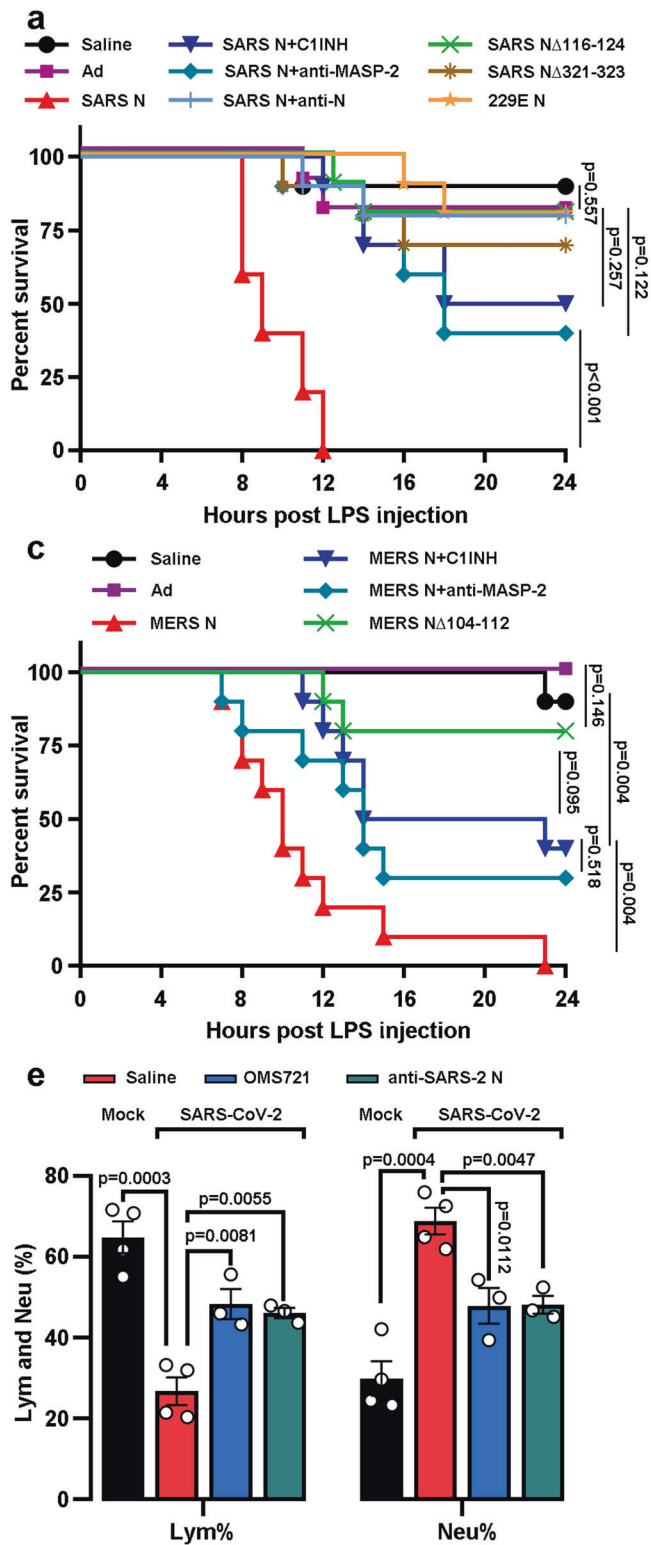 a
Saline
SARS N+C1INH
SARS NΔ116-124
Ad
SARS N+anti-MASP-2
SARS NΔ321-323
SARS N
SARS N+anti-N
229E N
Percent survival
100
75
50
25
0
0
4
8
12
16
20
24
Hours post LPS injection
p=0.557
p=0.257
p=0.122
p<0.001
c
Saline
MERS N+C1INH
Ad
MERS N+anti-MASP-2
MERS N
MERS NΔ104-112
Percent survival
100
75
50
25
0
0
4
8
12
16
20
24
Hours post LPS injection
p=0.146
p=0.004
p=0.095
p=0.518
p=0.004
e
Saline
OMS721
anti-SARS-2 N
Mock
SARS-CoV-2
Mock
SARS-CoV-2
Lym and Neu (%)
80
60
40
20
0
p=0.0003
p=0.0055
p=0.0081
p=0.0004
p=0.0047
p=0.0112
Lym%
Neu%